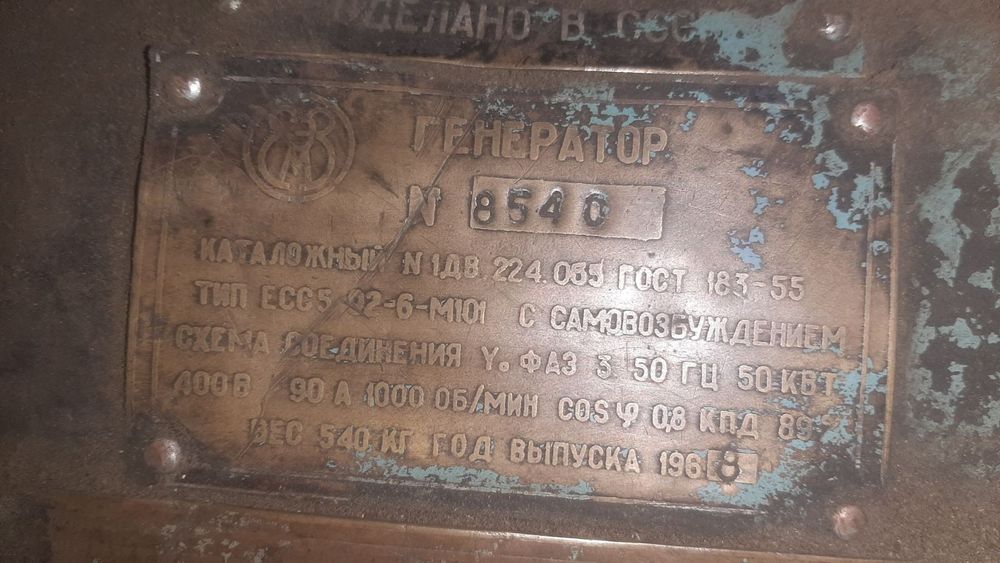 СДЕЛАНО В СССР
ГЕНЕРАТОР
N 8540
КАТАЛОЖНЫЙ N 1ДВ.224.035 ГОСТ 183-55
ТИП ЕСС5 92-6-М101 С САМОВОЗБУЖДЕНИЕМ
СХЕМА СОЕДИНЕНИЯ Y₀ ФАЗ 3 50 ГЦ 50 КВТ
400 В 90 А 1000 ОБ/МИН COS φ 0,8 КПД 89%
ВЕС 540 КГ ГОД ВЫПУСКА 1968